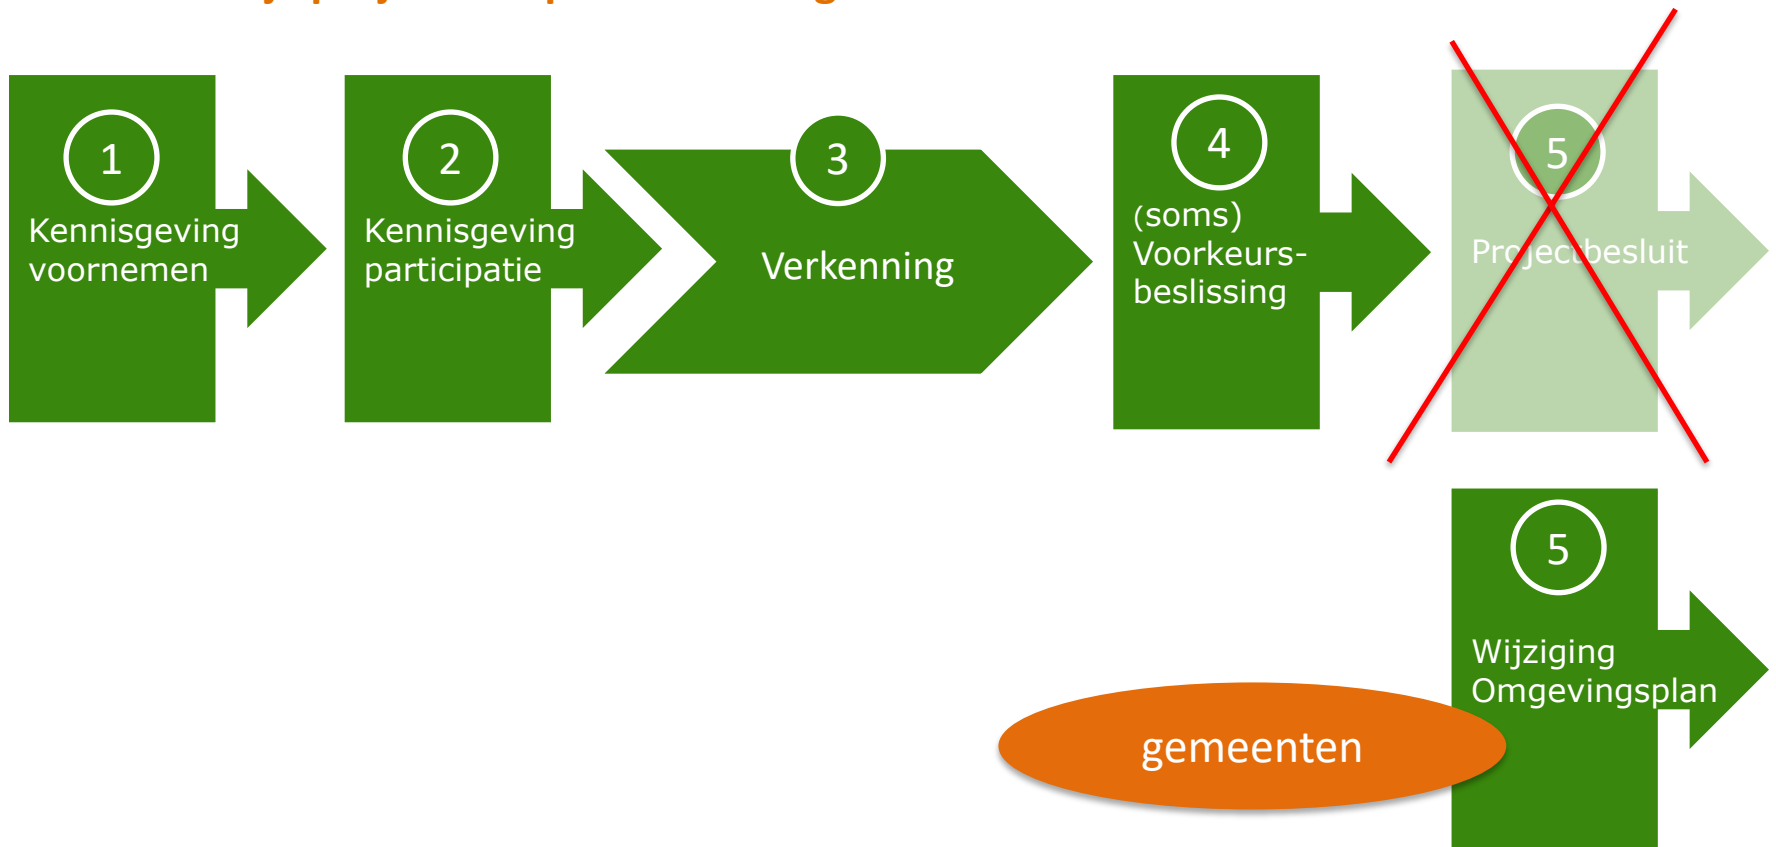 1
Kennisgeving
voornemen
2
Kennisgeving
participatie
3
Verkenning
4
(soms)
Voorkeurs-
beslissing
5
Projectbesluit
5
Wijziging
Omgevingsplan
gemeenten